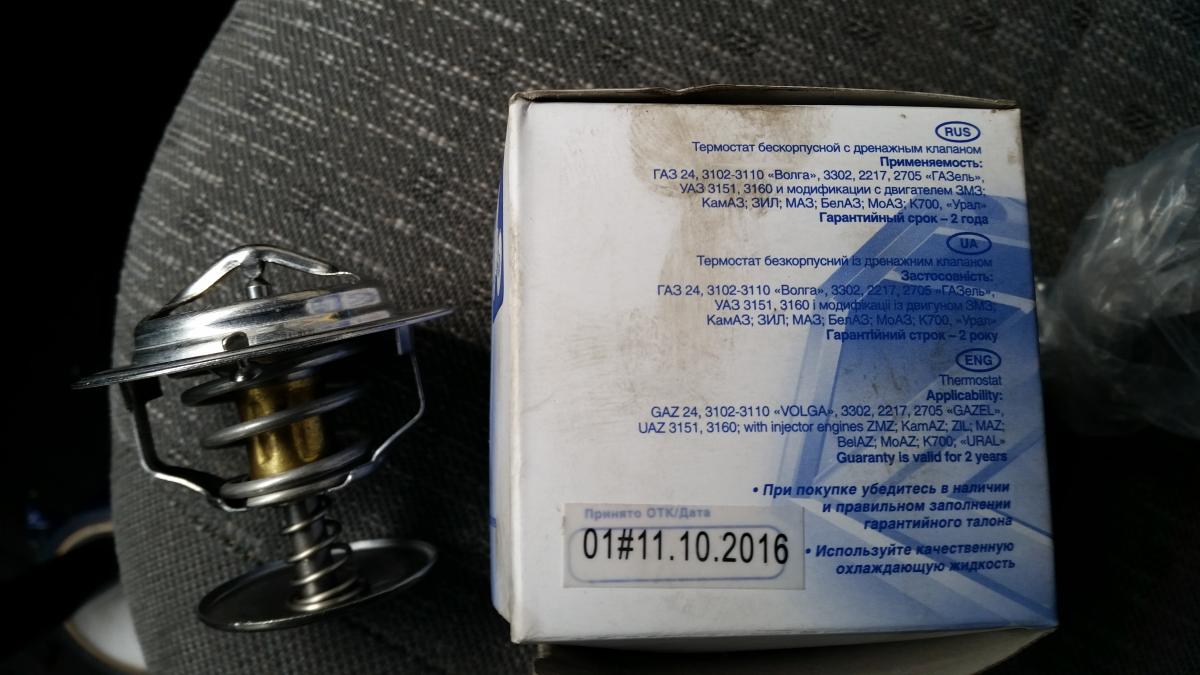 RUS
Термостат бескорпусной с дренажным клапаном
Применяемость:
ГАЗ 24, 3102-3110 «Волга», 3302, 2217, 2705 «ГАЗель»,
УАЗ 3151, 3160 и модификации с двигателем ЗМЗ;
КамАЗ; ЗИЛ; МАЗ; БелАЗ; МоАЗ; К700, «Урал»
Гарантийный срок – 2 года
UA
Термостат безкорпусний із дренажним клапаном
Застосовність:
ГАЗ 24, 3102-3110 «Волга», 3302, 2217, 2705 «ГАЗель»,
УАЗ 3151, 3160 і модифікації із двигуном ЗМЗ;
КамАЗ; ЗИЛ; МАЗ; БелАЗ; МоАЗ; К700, «Урал»
Гарантійний строк – 2 року
ENG
Thermostat
Applicability:
GAZ 24, 3102-3110 «VOLGA», 3302, 2217, 2705 «GAZEL»,
UAZ 3151, 3160; with injector engines ZMZ; KamAZ; ZIL; MAZ;
BelAZ; MoAZ; K700; «URAL»
Guaranty is valid for 2 years
• При покупке убедитесь в наличии
и правильном заполнении
гарантийного талона
• Используйте качественную
охлаждающую жидкость
Принято ОТК/Дата
01#11.10.2016